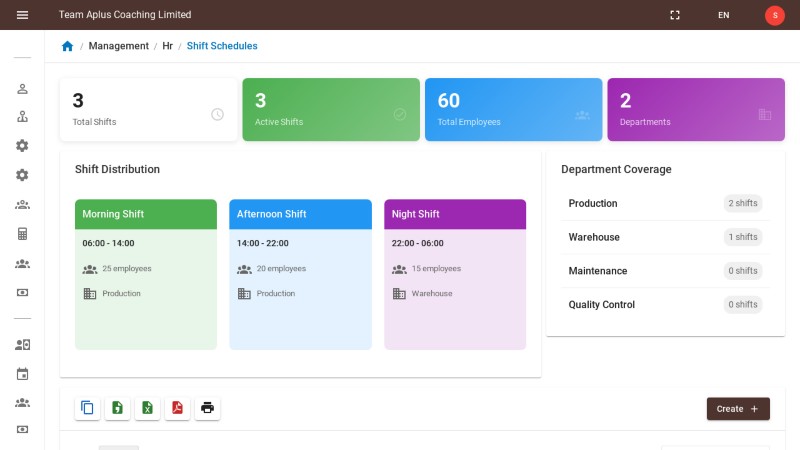 Team Aplus Coaching Limited
EN
S
/ Management / Hr / Shift Schedules
3
Total Shifts
3
Active Shifts
60
Total Employees
2
Departments
Shift Distribution
Morning Shift
06:00 - 14:00
25 employees
Production
Afternoon Shift
14:00 - 22:00
20 employees
Production
Night Shift
22:00 - 06:00
15 employees
Warehouse
Department Coverage
Production
2 shifts
Warehouse
1 shifts
Maintenance
0 shifts
Quality Control
0 shifts
Create +